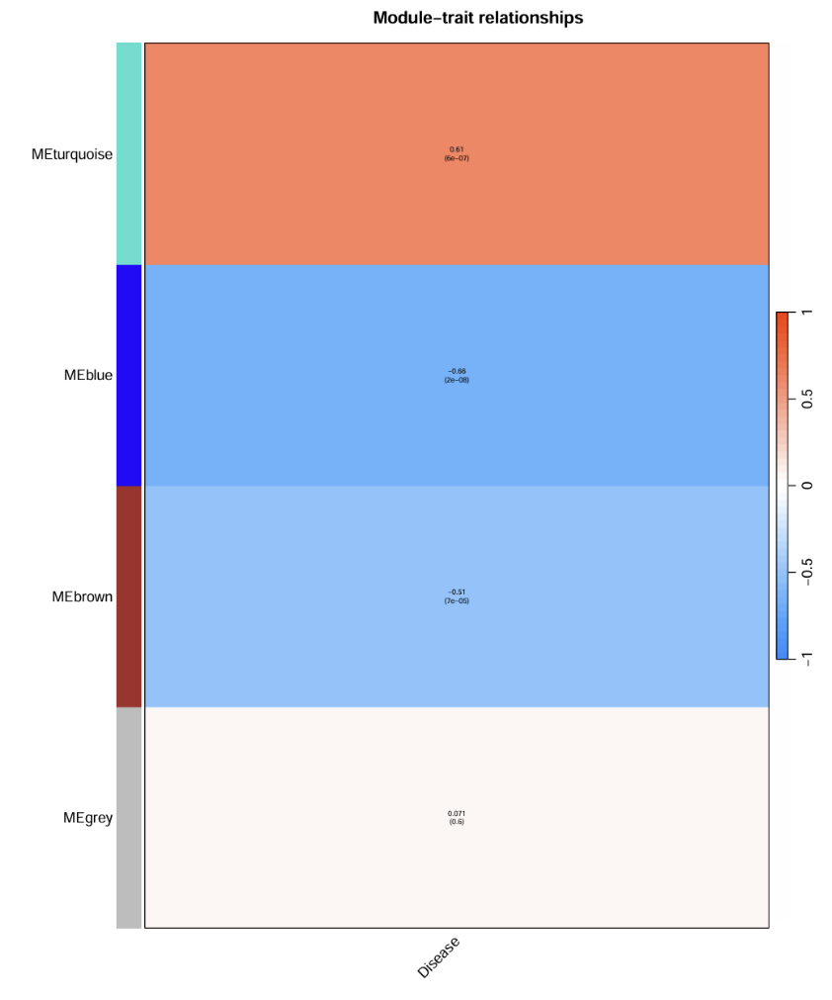 Module−trait relationships
MEturquoise
0.61
(6e−07)
MEblue
−0.66
(2e−08)
MEbrown
−0.51
(7e−05)
MEgrey
0.071
(0.6)
Disease
1
0.5
0
−0.5
−1